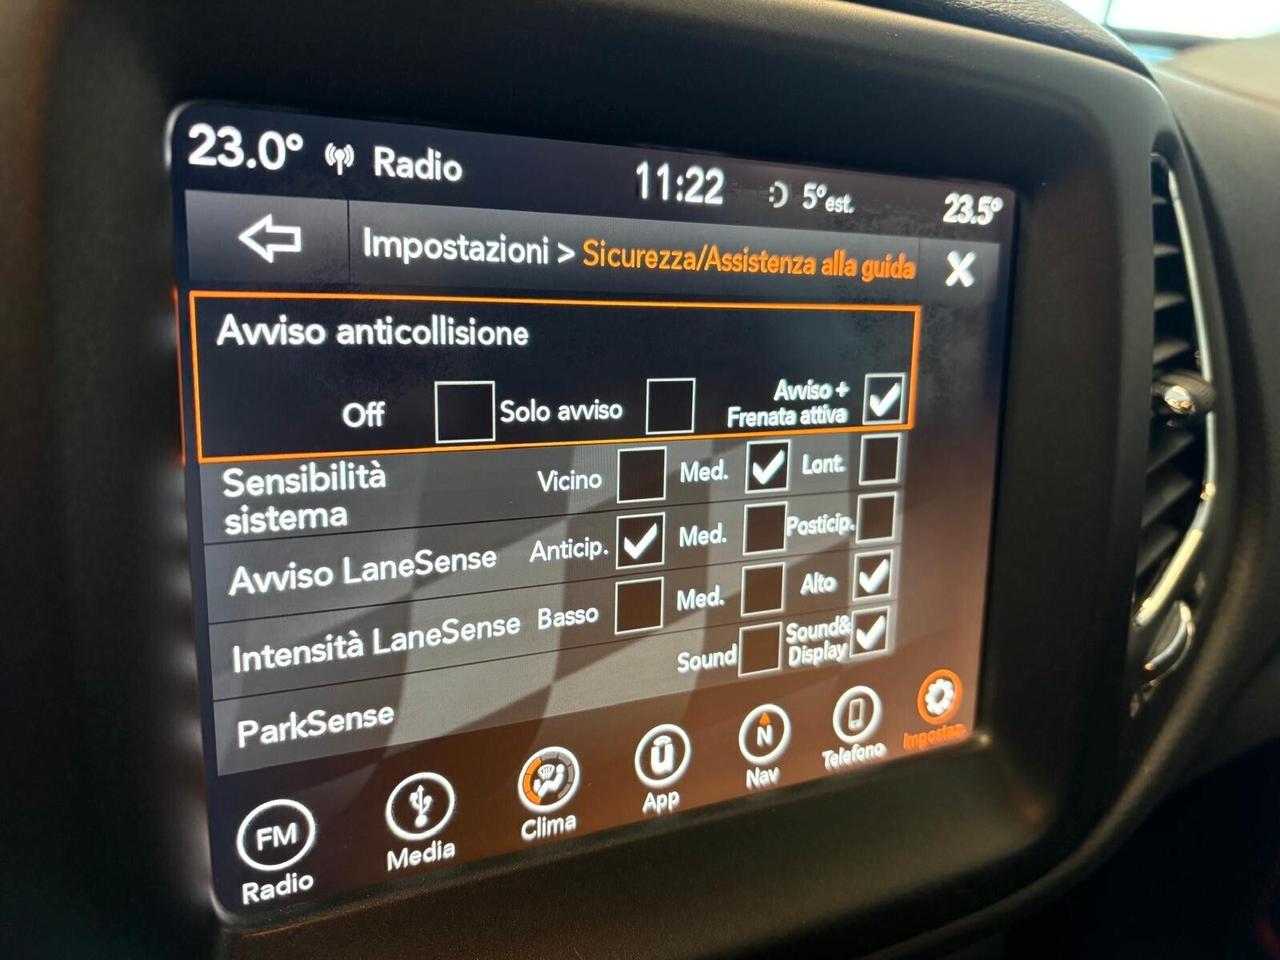 23.0° Radio 11:22 5°est. 23.5°
Impostazioni > Sicurezza/Assistenza alla guida X
Avviso anticollisione
Off Solo avviso Avviso +
Frenata attiva
Sensibilità
sistema
Vicino Med. Lont.
Avviso LaneSense Anticip. Med. Posticip.
Intensità LaneSense Basso Med. Alto
ParkSense Sound Sound&
Display
FM
N
Radio Media Clima App Nav Telefono Impostaz.